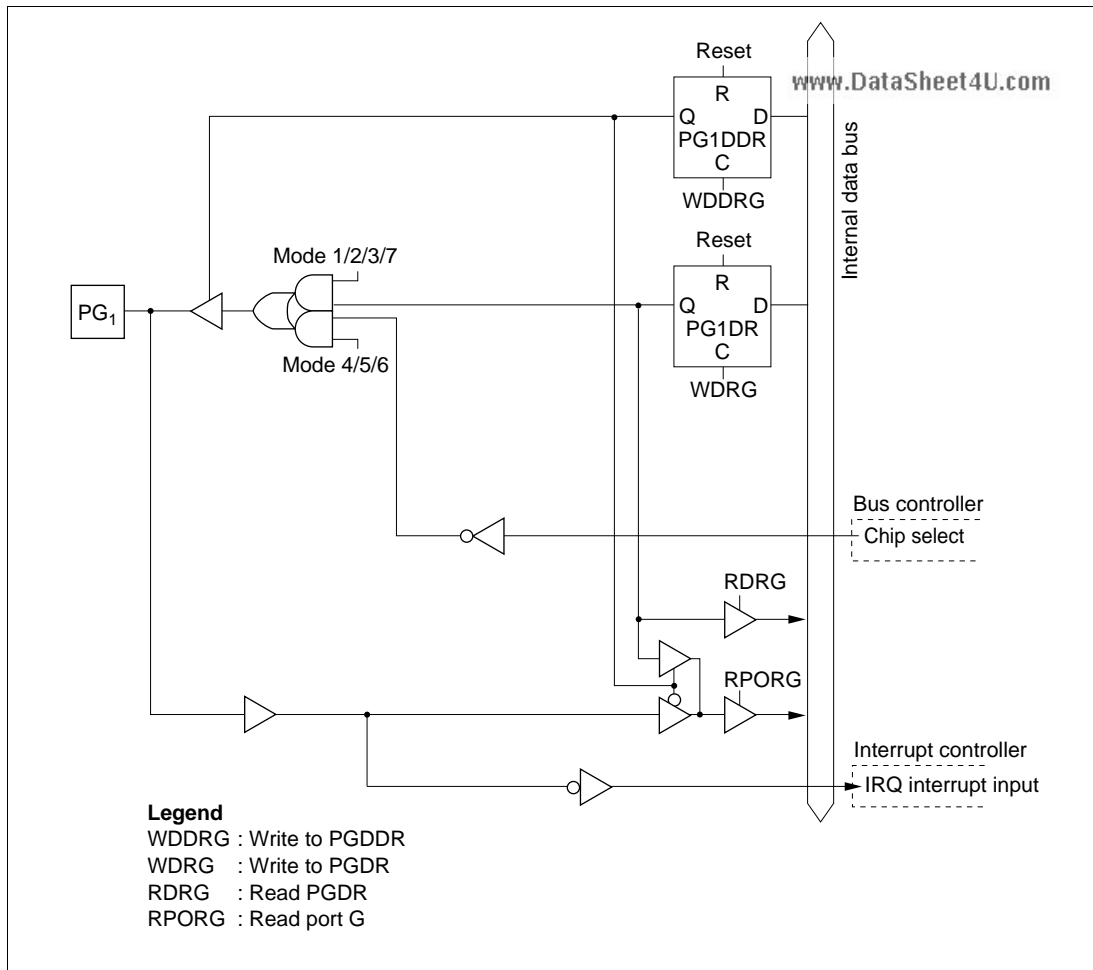 Reset
www.DataSheet4U.com
R
Q D
PG1DDR
C
WDDRG
Internal data bus
Reset
Mode 1/2/3/7
R
Q D
PG1DR
C
WDRG
PG1
Mode 4/5/6
Bus controller
Chip select
RDRG
RPORG
Interrupt controller
IRQ interrupt input
Legend
WDDRG : Write to PGDDR
WDRG : Write to PGDR
RDRG : Read PGDR
RPORG : Read port G